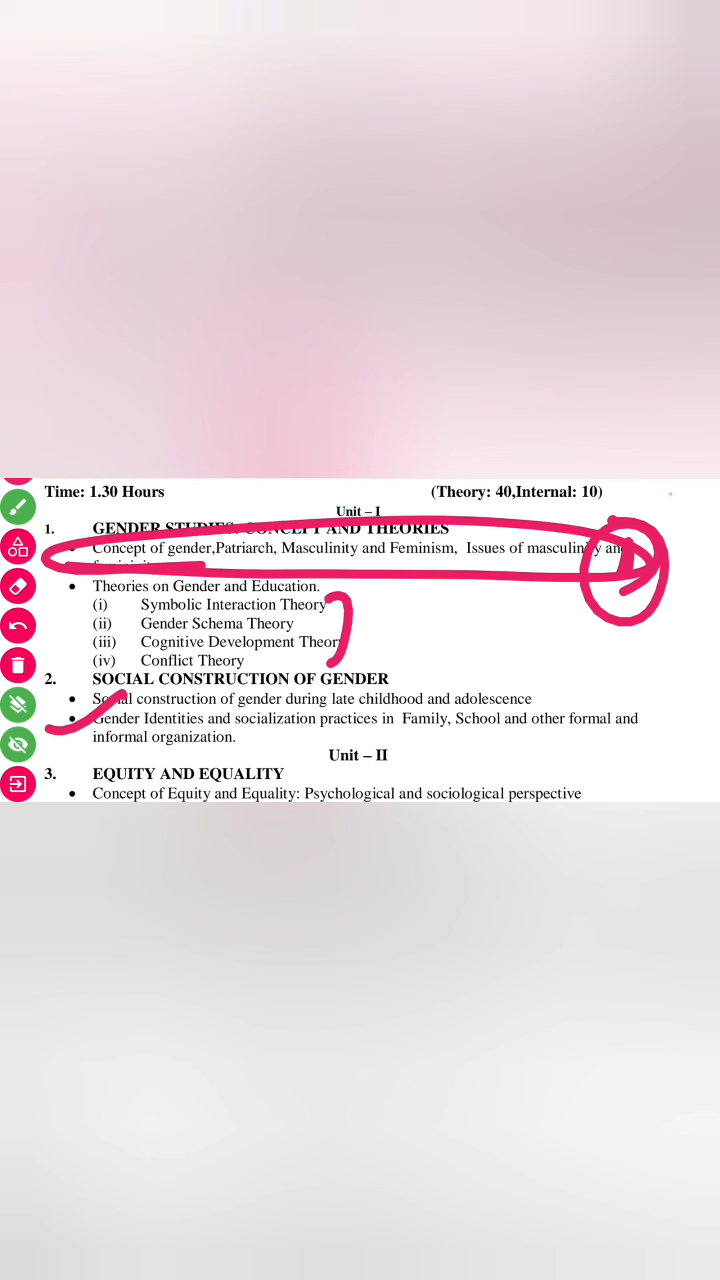 Time: 1.30 Hours (Theory: 40,Internal: 10)
Unit – I
1. GENDER STUDIES: CONCEPT AND THEORIES
• Concept of gender,Patriarch, Masculinity and Feminism, Issues of masculinity and
• Theories on Gender and Education.
(i) Symbolic Interaction Theory
(ii) Gender Schema Theory
(iii) Cognitive Development Theory
(iv) Conflict Theory
2. SOCIAL CONSTRUCTION OF GENDER
• Social construction of gender during late childhood and adolescence
• Gender Identities and socialization practices in Family, School and other formal and
informal organization.
Unit – II
3. EQUITY AND EQUALITY
• Concept of Equity and Equality: Psychological and sociological perspective